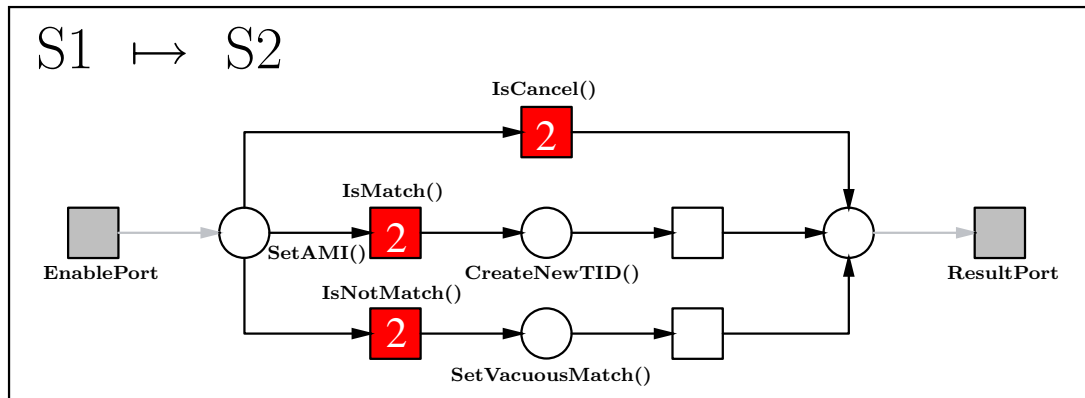 S1 ↦ S2
IsCancel()
2
IsMatch()
2
SetAMI()
EnablePort
CreateNewTID()
ResultPort
IsNotMatch()
2
SetVacuousMatch()